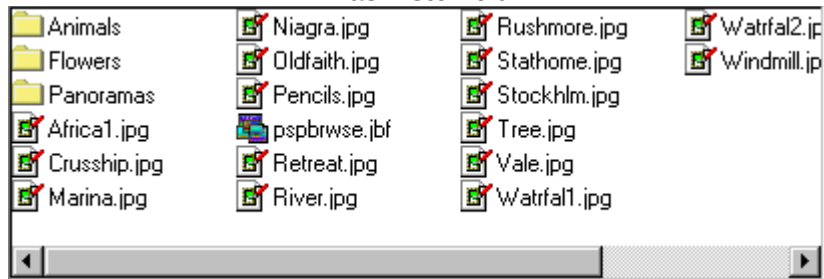 Animals
Flowers
Panoramas
Africa1.jpg
Crusship.jpg
Marina.jpg
Niagra.jpg
Oldfaith.jpg
Pencils.jpg
pspbrwse.jbf
Retreat.jpg
River.jpg
Rushmore.jpg
Stathome.jpg
Stockhlm.jpg
Tree.jpg
Vale.jpg
Watrfal1.jpg
Watrfal2.jp
Windmill.jp